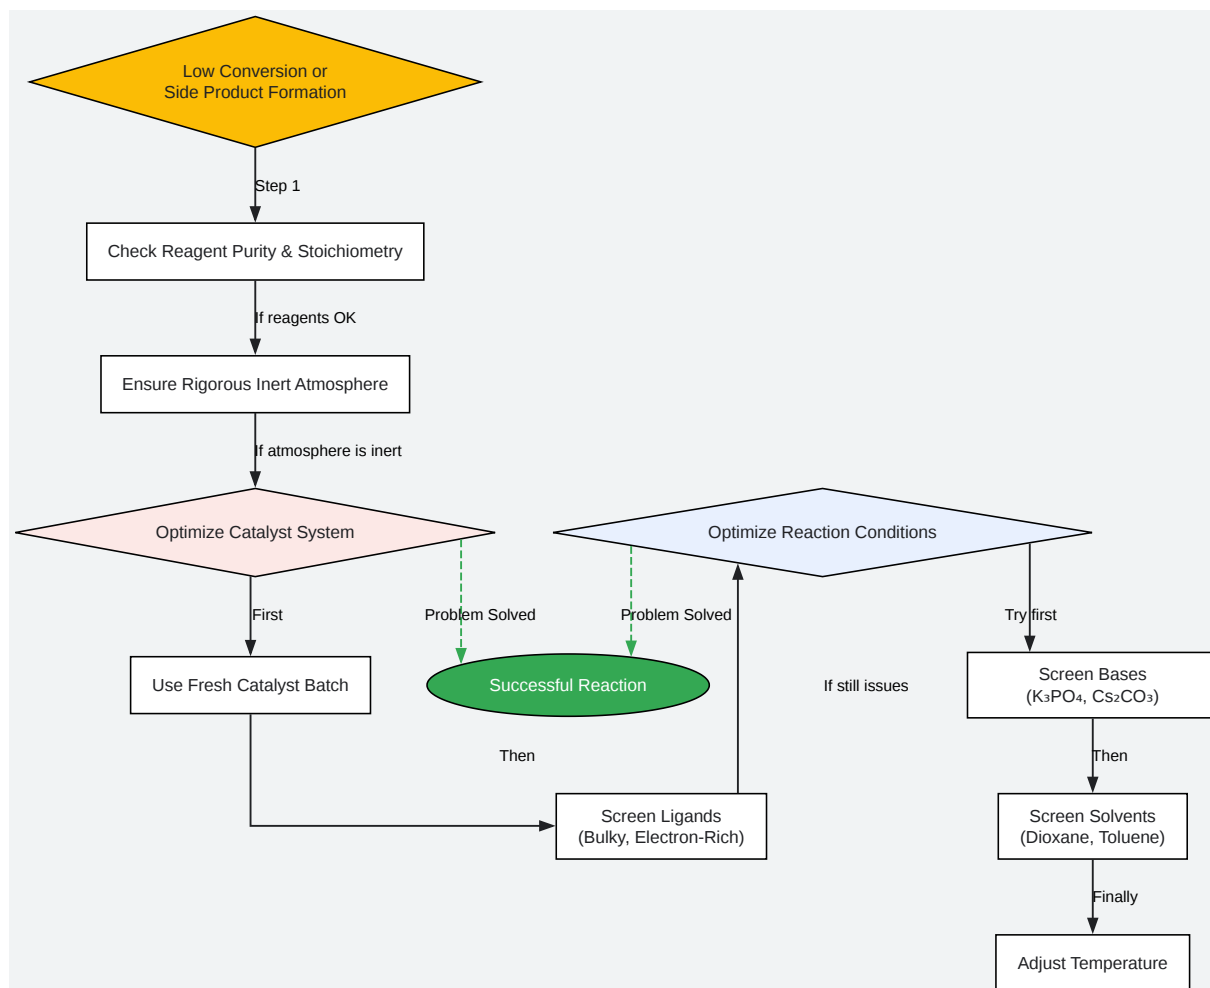 Low Conversion or
Side Product Formation
Step 1
Check Reagent Purity & Stoichiometry
If reagents OK
Ensure Rigorous Inert Atmosphere
If atmosphere is inert
Optimize Catalyst System
Optimize Reaction Conditions
First
Problem Solved
Problem Solved
Try first
Use Fresh Catalyst Batch
Successful Reaction
If still issues
Screen Bases
(K₃PO₄, Cs₂CO₃)
Then
Then
Screen Ligands
(Bulky, Electron-Rich)
Screen Solvents
(Dioxane, Toluene)
Finally
Adjust Temperature